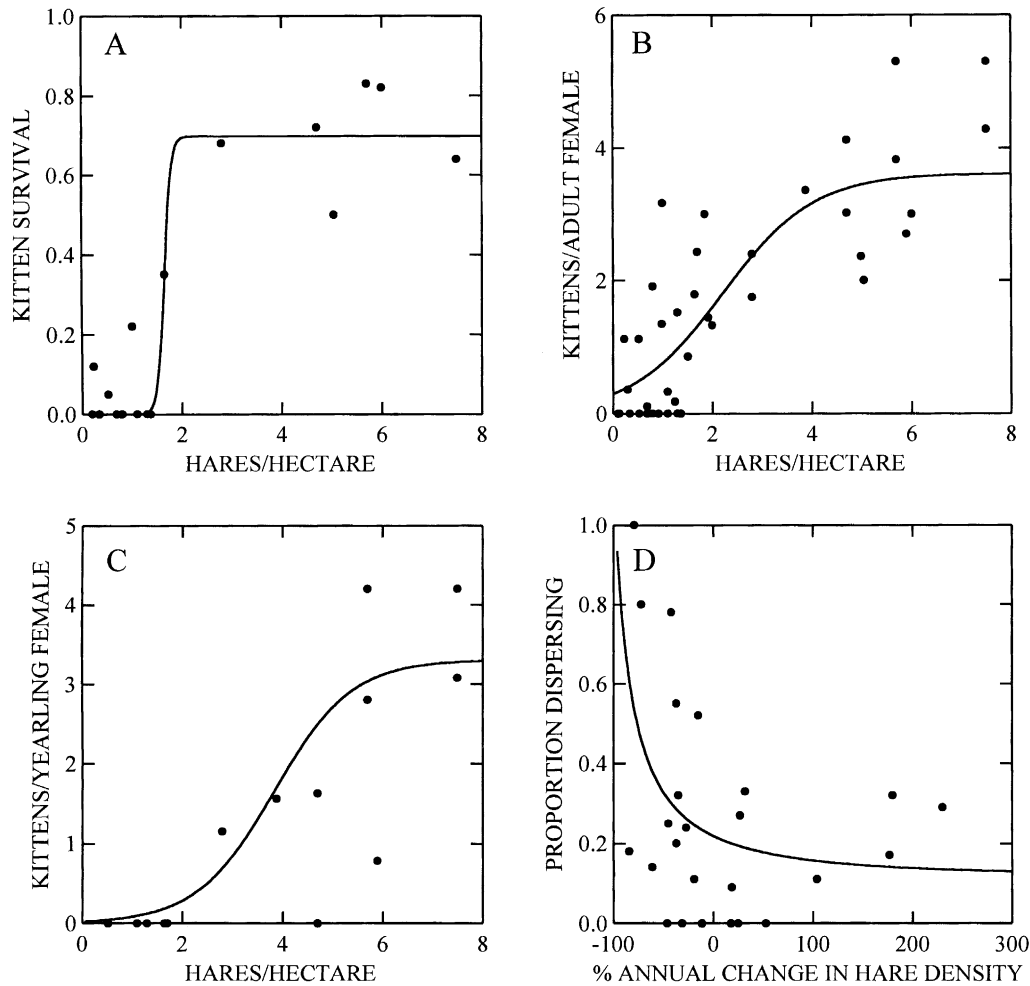 A
KITTEN SURVIVAL
1.0
0.8
0.6
0.4
0.2
0.0
0 2 4 6 8
HARES/HECTARE
B
KITTENS/ADULT FEMALE
6
4
2
0
0 2 4 6 8
HARES/HECTARE
C
KITTENS/YEARLING FEMALE
5
4
3
2
1
0
0 2 4 6 8
HARES/HECTARE
D
PROPORTION DISPERSING
1.0
0.8
0.6
0.4
0.2
0.0
-100 0 100 200 300
% ANNUAL CHANGE IN HARE DENSITY